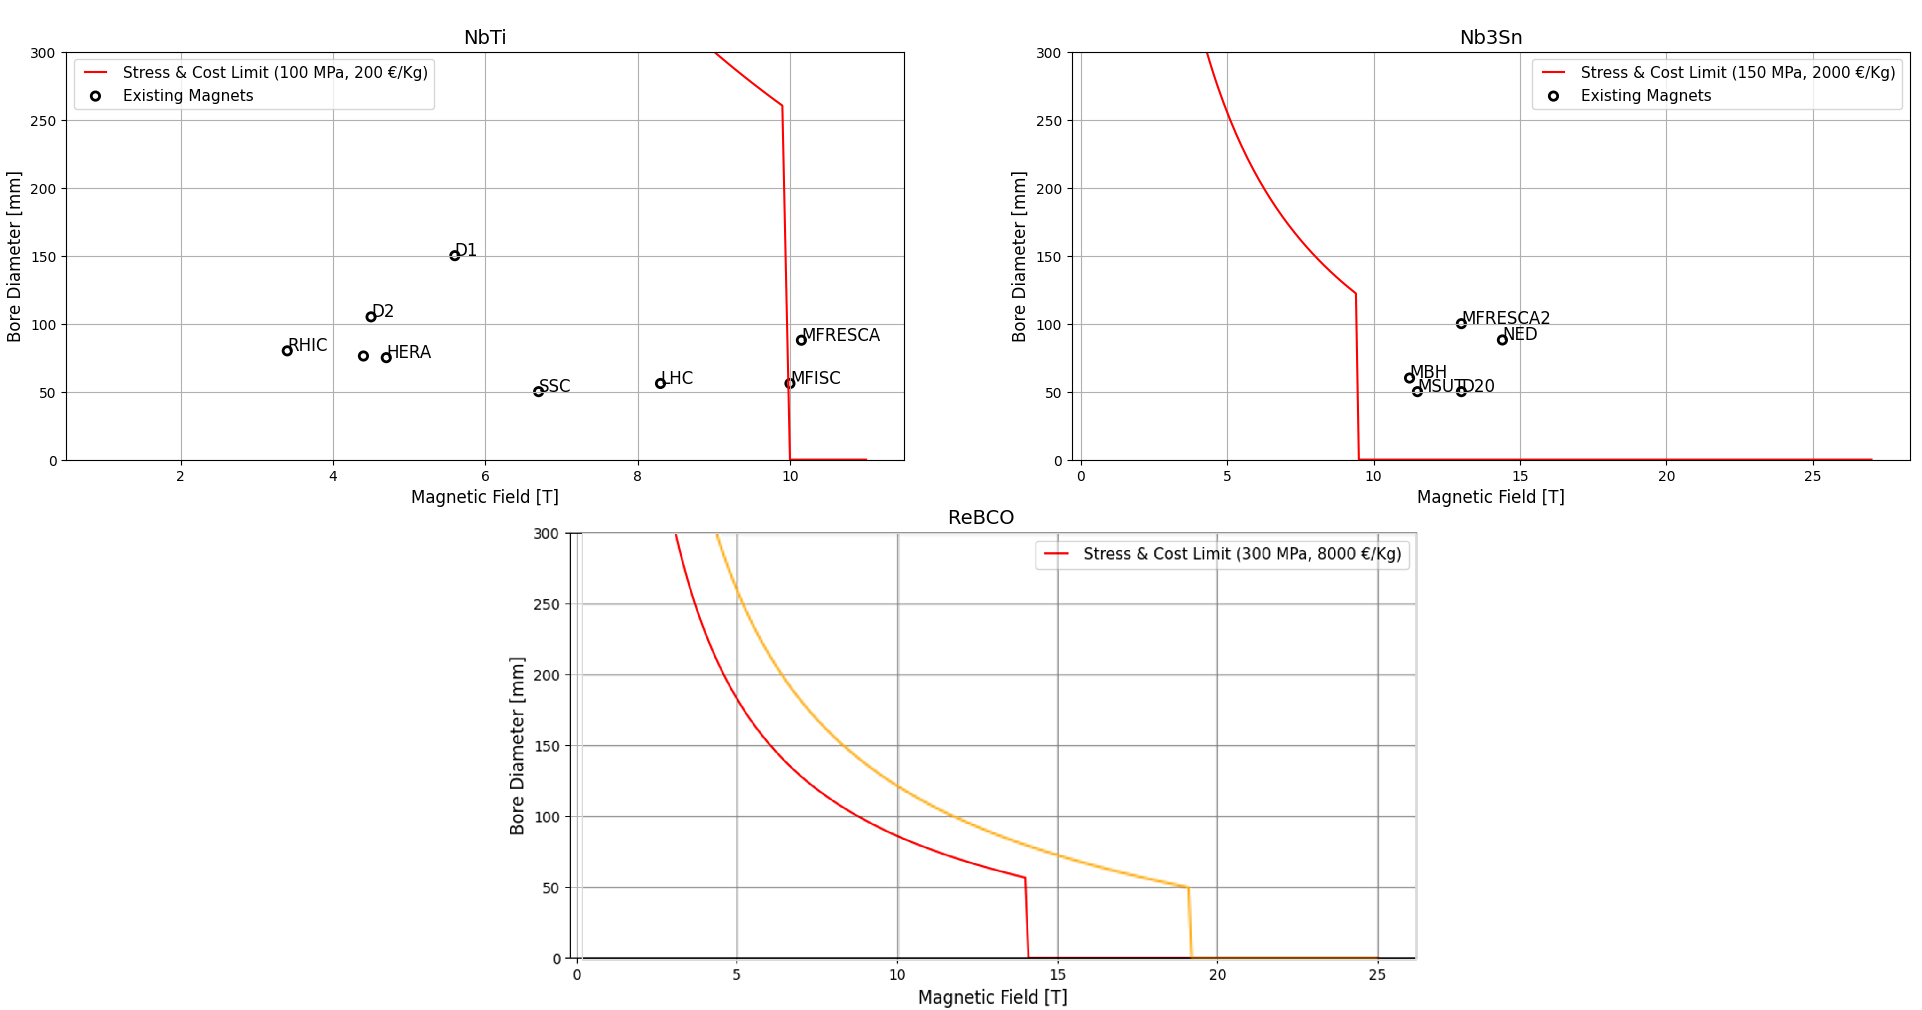 NbTi
Stress & Cost Limit (100 MPa, 200 €/Kg)
Existing Magnets
Bore Diameter [mm]
300
250
200
150
100
50
0
D1
D2
RHIC
HERA
SSC
LHC
MFISC
MFRESCA
2
4
6
8
10
Magnetic Field [T]
Nb3Sn
Stress & Cost Limit (150 MPa, 2000 €/Kg)
Existing Magnets
Bore Diameter [mm]
300
250
200
150
100
50
0
MFRESCA2
NED
MBH
MSUT
D20
0
5
10
15
20
25
Magnetic Field [T]
ReBCO
Stress & Cost Limit (300 MPa, 8000 €/Kg)
Bore Diameter [mm]
300
250
200
150
100
50
0
0
5
10
15
20
25
Magnetic Field [T]